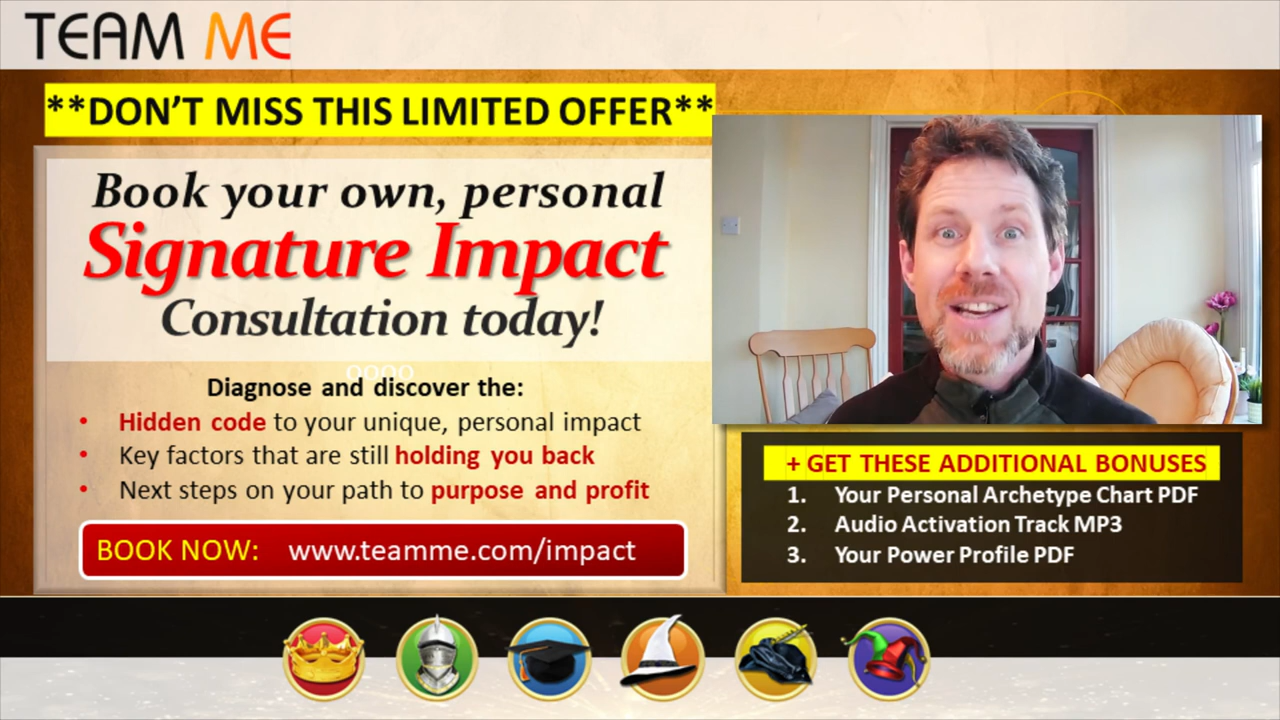 TEAM ME
**DON'T MISS THIS LIMITED OFFER**
Book your own, personal
Signature Impact
Consultation today!
Diagnose and discover the:
• Hidden code to your unique, personal impact
• Key factors that are still holding you back
• Next steps on your path to purpose and profit
BOOK NOW: www.teamme.com/impact
+ GET THESE ADDITIONAL BONUSES
1. Your Personal Archetype Chart PDF
2. Audio Activation Track MP3
3. Your Power Profile PDF